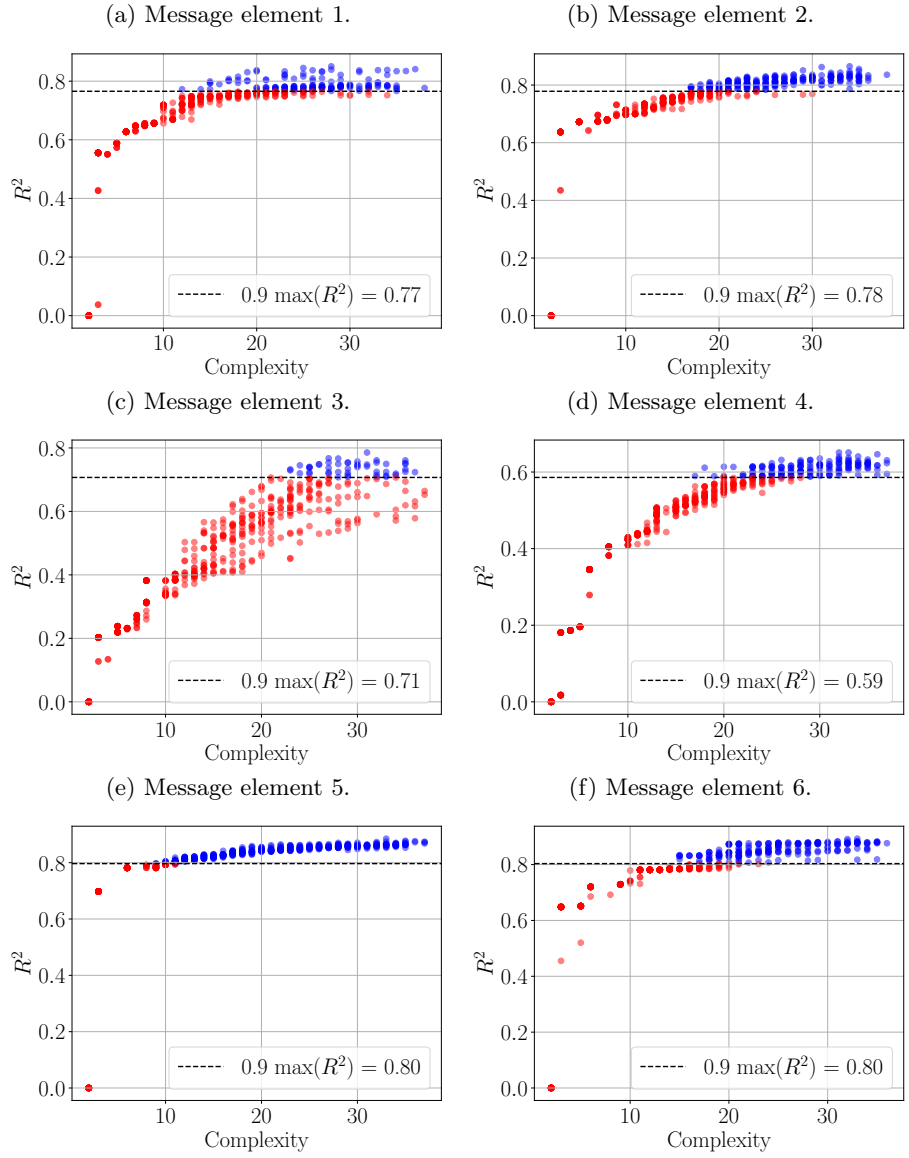 (a) Message element 1.
0.8
0.6
0.4
0.2
0.0
R²
0.9 max(R²) = 0.77
10 20 30
Complexity
(b) Message element 2.
0.8
0.6
0.4
0.2
0.0
R²
0.9 max(R²) = 0.78
10 20 30
Complexity
(c) Message element 3.
0.8
0.6
0.4
0.2
0.0
R²
0.9 max(R²) = 0.71
10 20 30
Complexity
(d) Message element 4.
0.6
0.4
0.2
0.0
R²
0.9 max(R²) = 0.59
10 20 30
Complexity
(e) Message element 5.
0.8
0.6
0.4
0.2
0.0
R²
0.9 max(R²) = 0.80
10 20 30
Complexity
(f) Message element 6.
0.8
0.6
0.4
0.2
0.0
R²
0.9 max(R²) = 0.80
10 20 30
Complexity